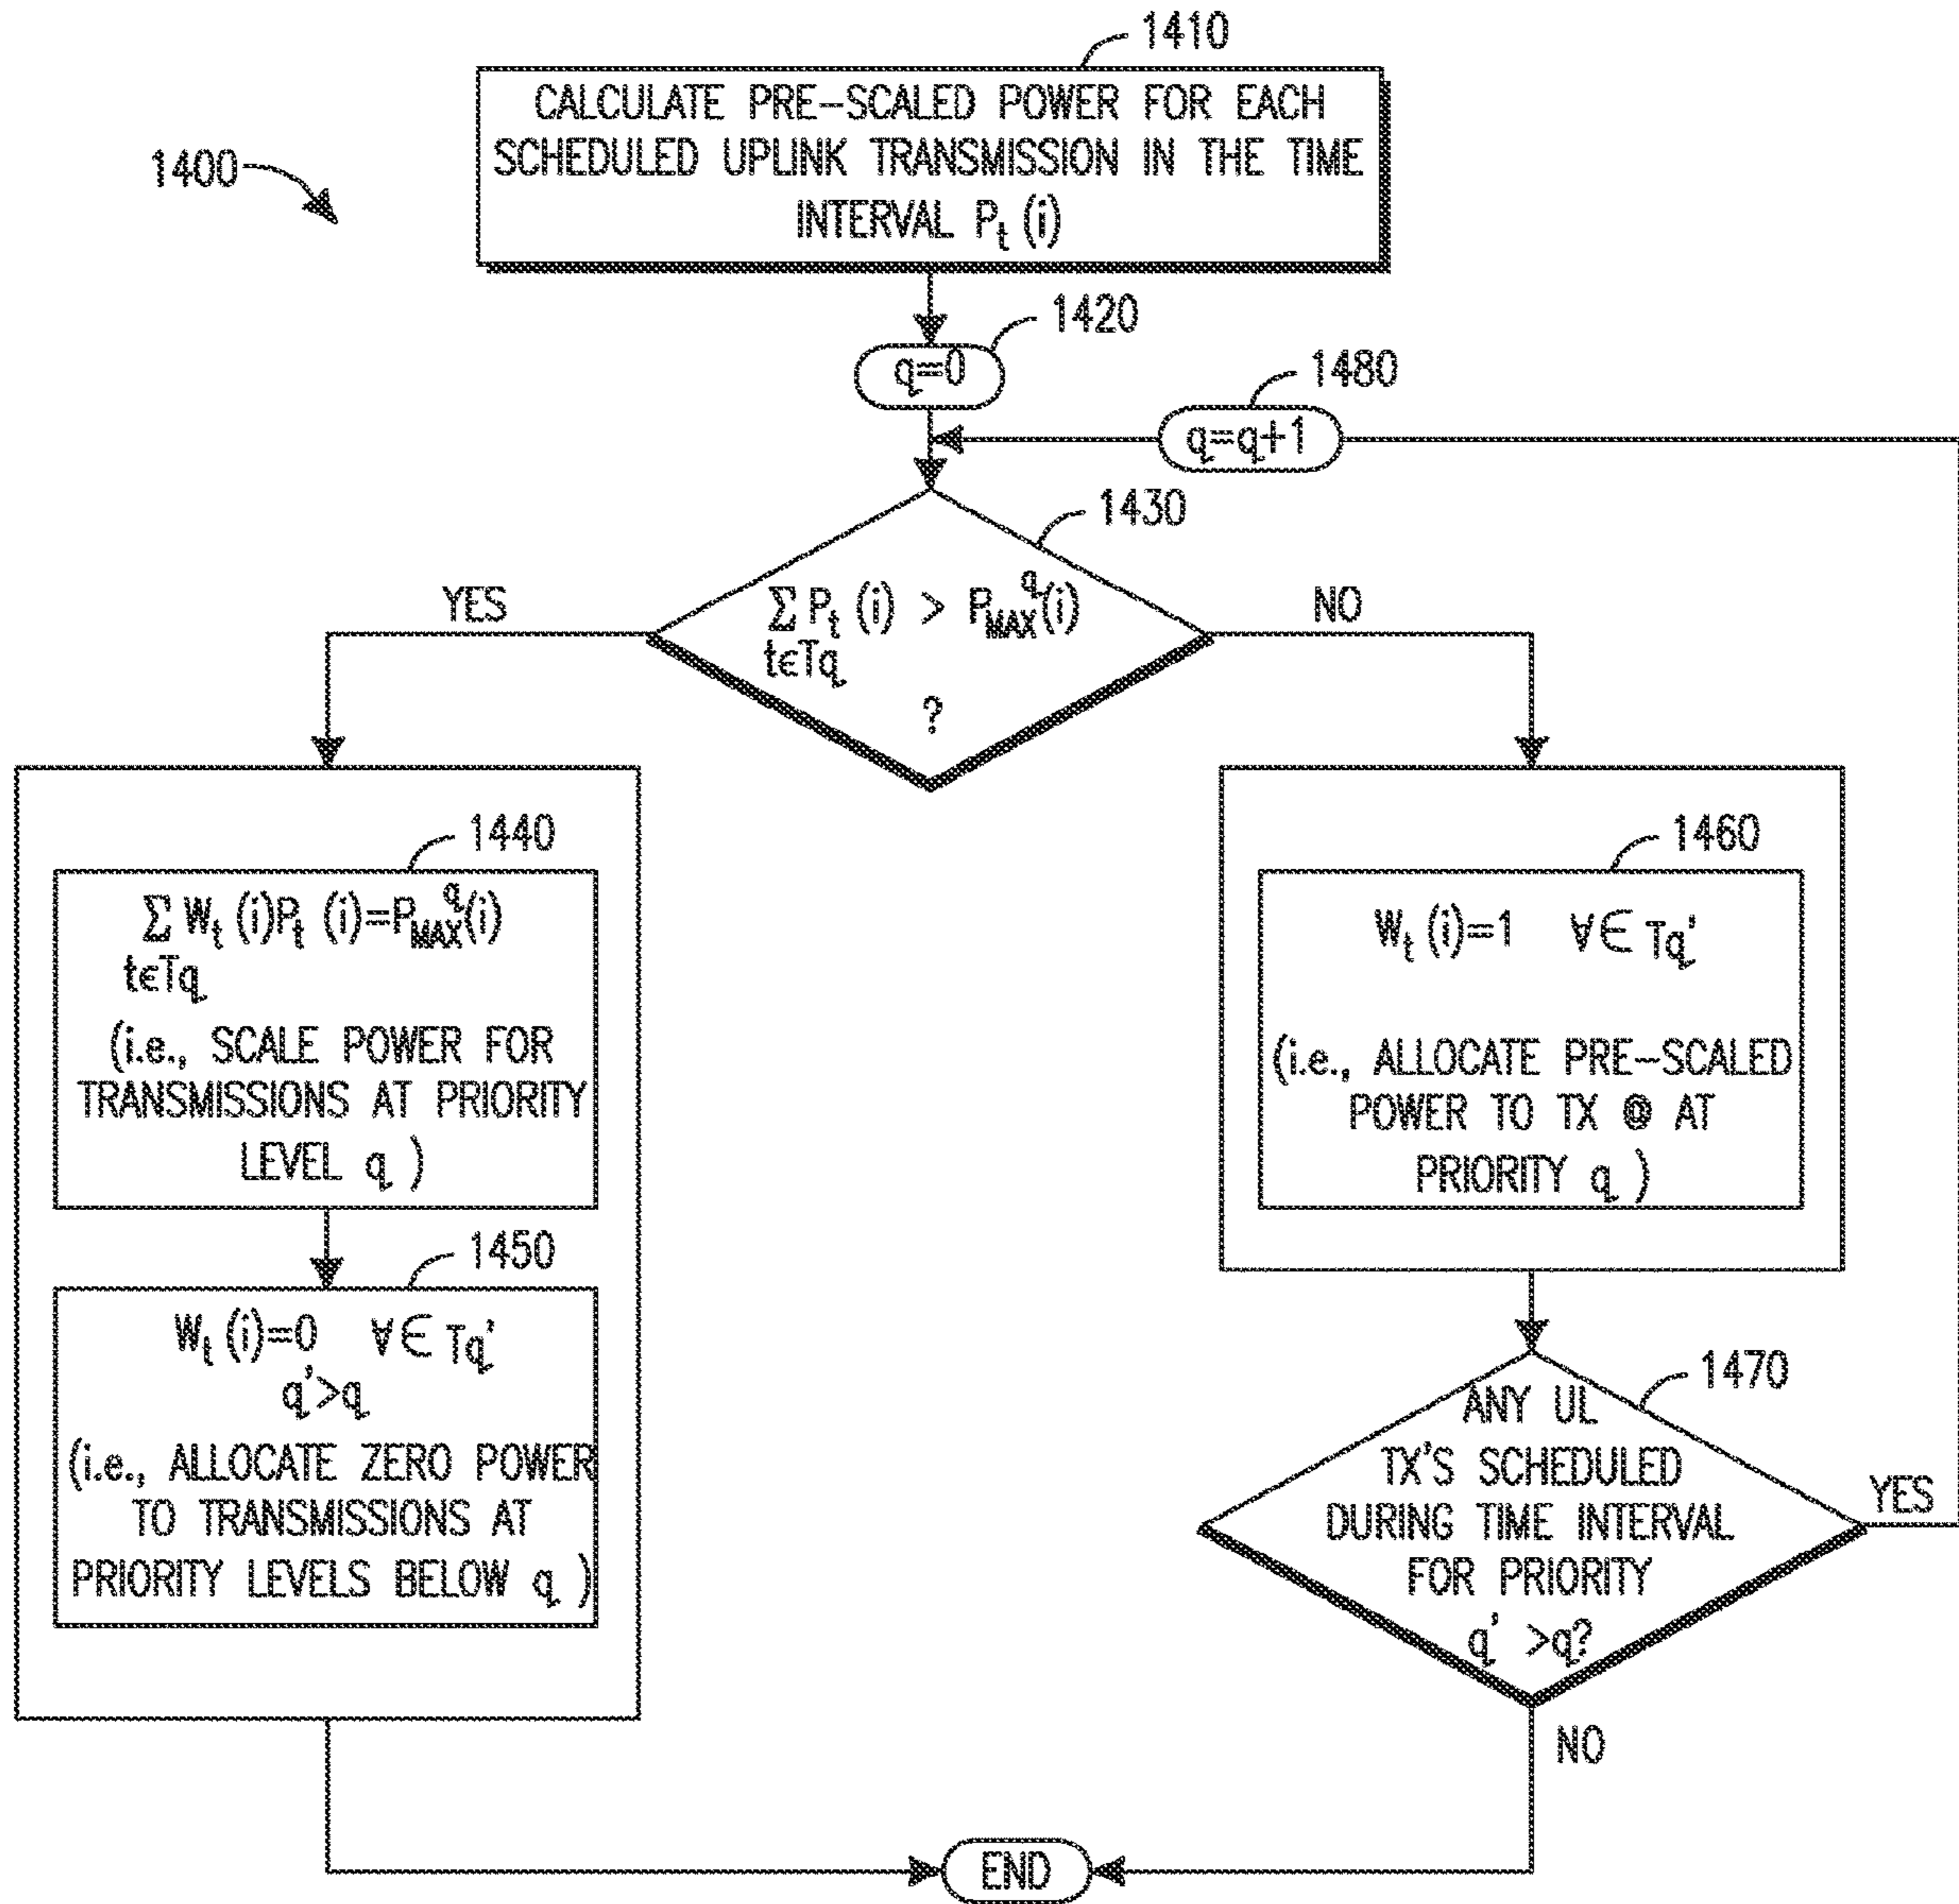 1410
CALCULATE PRE-SCALED POWER FOR EACH
SCHEDULED UPLINK TRANSMISSION IN THE TIME
INTERVAL Pt (i)
1400
1420
q=0
1480
q=q+1
1430
∑ Pt (i) > PMAX^q(i)
t∈Tq
?
YES
NO
1440
∑ Wt (i)Pt (i)=PMAX^q(i)
t∈Tq
(i.e., SCALE POWER FOR
TRANSMISSIONS AT PRIORITY
LEVEL q )
1450
Wt (i)=0 ∀∈ Tq'
q'>q
(i.e., ALLOCATE ZERO POWER
TO TRANSMISSIONS AT
PRIORITY LEVELS BELOW q )
1460
Wt (i)=1 ∀∈ Tq'
(i.e., ALLOCATE PRE-SCALED
POWER TO TX @ AT
PRIORITY q )
1470
ANY UL
TX'S SCHEDULED
DURING TIME INTERVAL
FOR PRIORITY
q' >q?
YES
NO
END